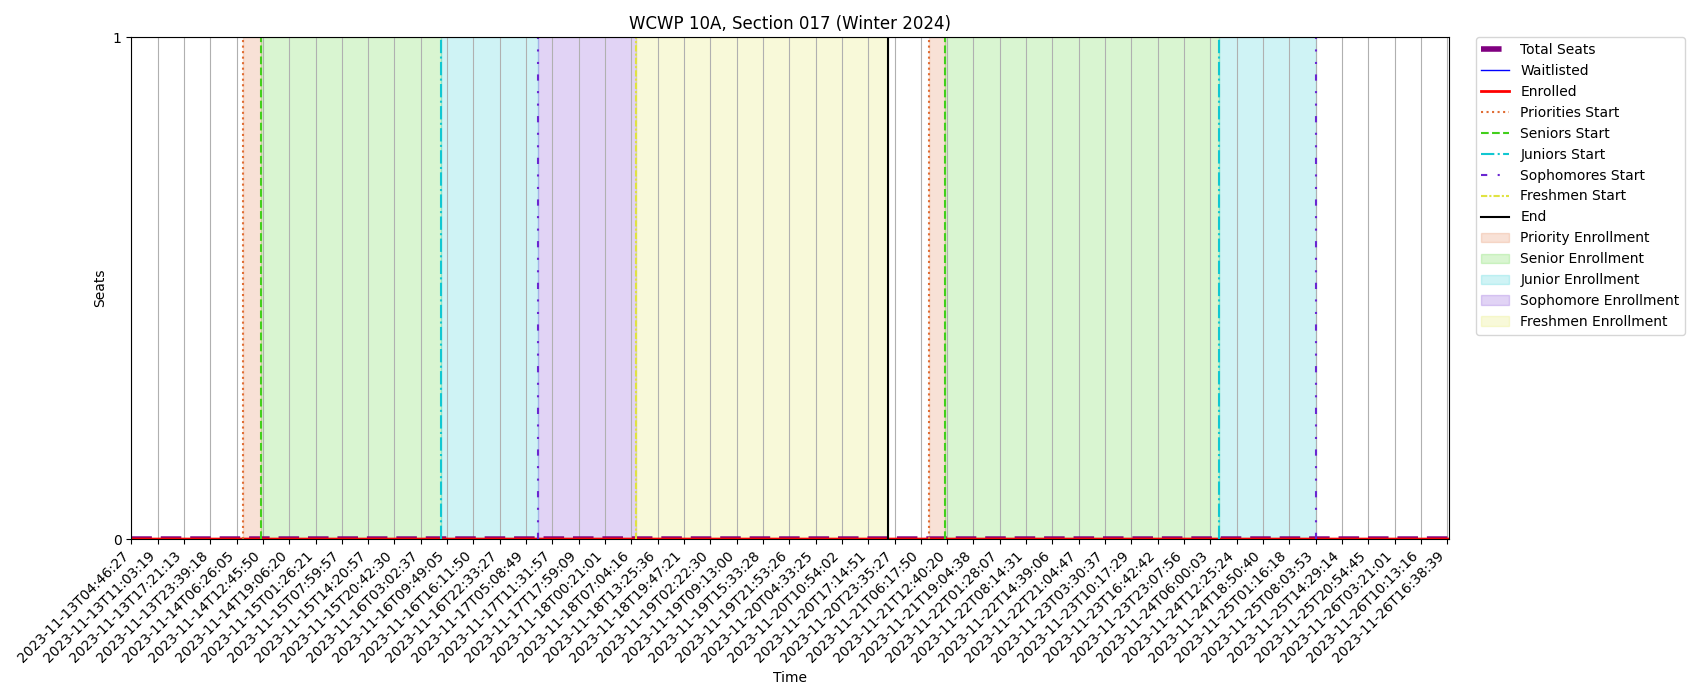 WCWP 10A, Section 017 (Winter 2024)
1
0
Seats
Total Seats
Waitlisted
Enrolled
Priorities Start
Seniors Start
Juniors Start
Sophomores Start
Freshmen Start
End
Priority Enrollment
Senior Enrollment
Junior Enrollment
Sophomore Enrollment
Freshmen Enrollment
2023-11-13T04:46:27
2023-11-13T11:03:19
2023-11-13T17:21:13
2023-11-13T23:39:18
2023-11-14T06:26:05
2023-11-14T12:45:50
2023-11-14T19:06:20
2023-11-15T01:26:21
2023-11-15T07:59:57
2023-11-15T14:20:57
2023-11-15T20:42:30
2023-11-16T03:02:37
2023-11-16T09:49:05
2023-11-16T16:11:50
2023-11-16T22:33:27
2023-11-17T05:08:49
2023-11-17T11:31:57
2023-11-17T17:59:09
2023-11-18T00:21:01
2023-11-18T07:04:16
2023-11-18T13:25:36
2023-11-18T19:47:21
2023-11-19T02:22:30
2023-11-19T09:13:00
2023-11-19T15:33:28
2023-11-19T21:53:26
2023-11-20T04:33:25
2023-11-20T10:54:02
2023-11-20T17:14:51
2023-11-20T23:35:27
2023-11-21T06:17:50
2023-11-21T12:40:20
2023-11-21T19:04:38
2023-11-22T01:28:07
2023-11-22T08:14:31
2023-11-22T14:39:06
2023-11-22T21:04:47
2023-11-23T03:30:37
2023-11-23T10:17:29
2023-11-23T16:42:42
2023-11-23T23:07:56
2023-11-24T06:00:03
2023-11-24T12:25:24
2023-11-24T18:50:40
2023-11-25T01:16:18
2023-11-25T08:03:53
2023-11-25T14:29:14
2023-11-25T20:54:45
2023-11-26T03:21:01
2023-11-26T10:13:16
2023-11-26T16:38:39
Time